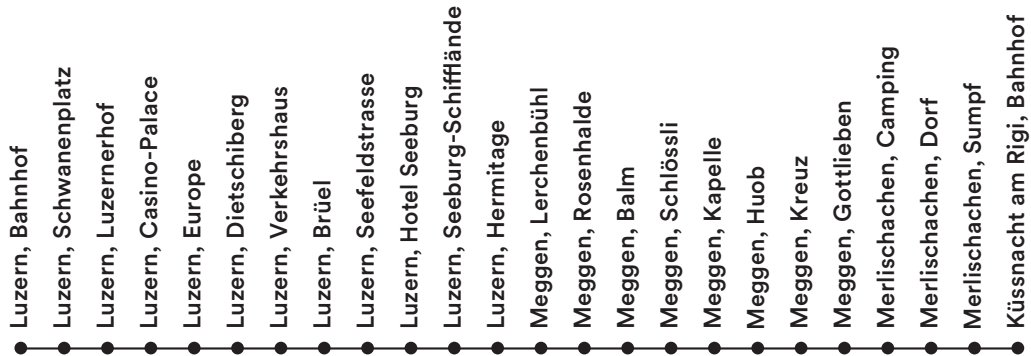 Luzern, Bahnhof
Luzern, Schwanenplatz
Luzern, Luzernerhof
Luzern, Casino-Palace
Luzern, Europe
Luzern, Dietschiberg
Luzern, Verkehrshaus
Luzern, Brüel
Luzern, Seefeldstrasse
Luzern, Hotel Seeburg
Luzern, Seeburg-Schifflände
Luzern, Hermitage
Meggen, Lerchenbühl
Meggen, Rosenhalde
Meggen, Balm
Meggen, Schlössli
Meggen, Kapelle
Meggen, Huob
Meggen, Kreuz
Meggen, Gottlieben
Merlischachen, Camping
Merlischachen, Dorf
Merlischachen, Sumpf
Küssnacht am Rigi, Bahnhof